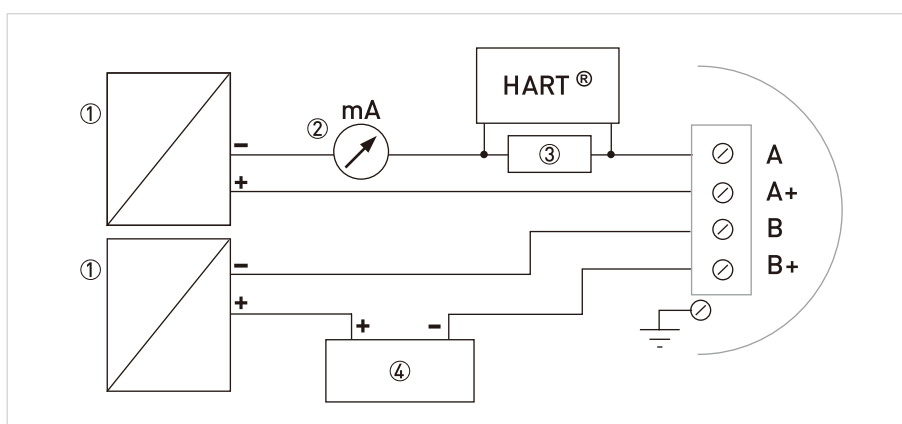 HART ®
mA
①
②
−
③
A
+
A+
B
①
−
B+
+
+
−
④